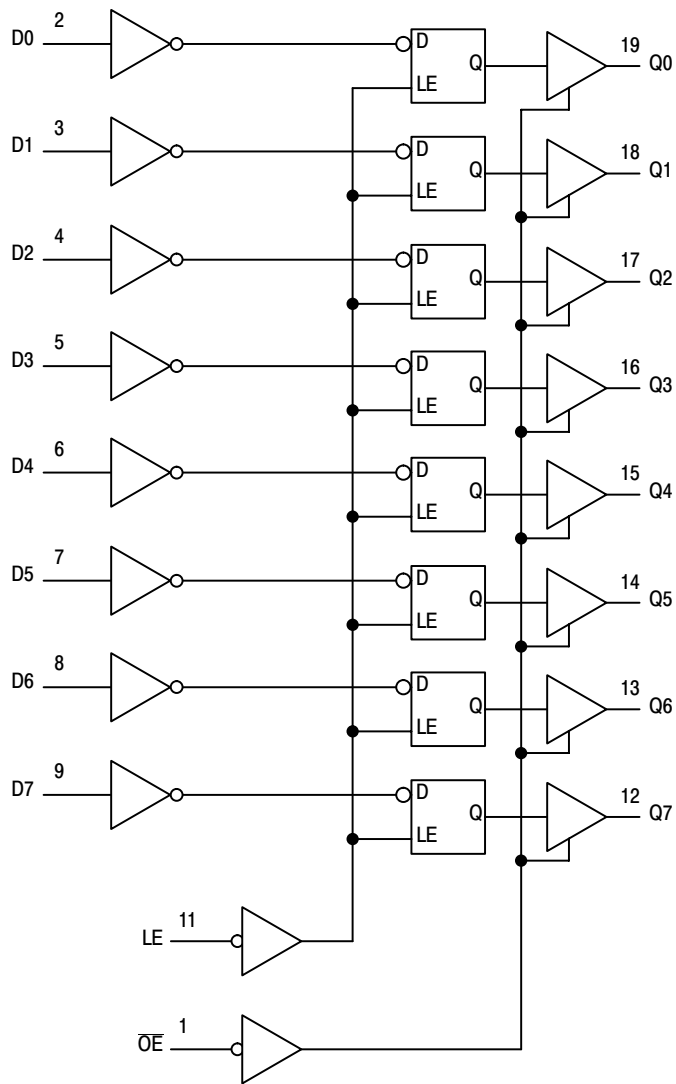 D0 2 D Q 19 Q0
LE
D1 3 D Q 18 Q1
LE
D2 4 D Q 17 Q2
LE
D3 5 D Q 16 Q3
LE
D4 6 D Q 15 Q4
LE
D5 7 D Q 14 Q5
LE
D6 8 D Q 13 Q6
LE
D7 9 D Q 12 Q7
LE
LE 11
O̅E̅ 1